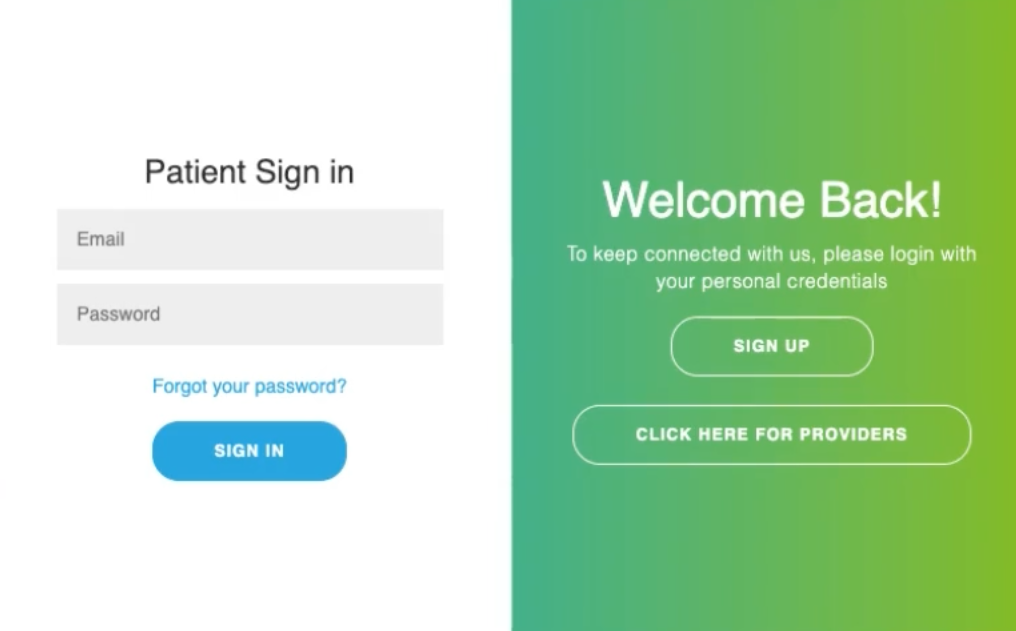 Patient Sign in
Email
Password
Forgot your password?
SIGN IN
Welcome Back!
To keep connected with us, please login with
your personal credentials
SIGN UP
CLICK HERE FOR PROVIDERS